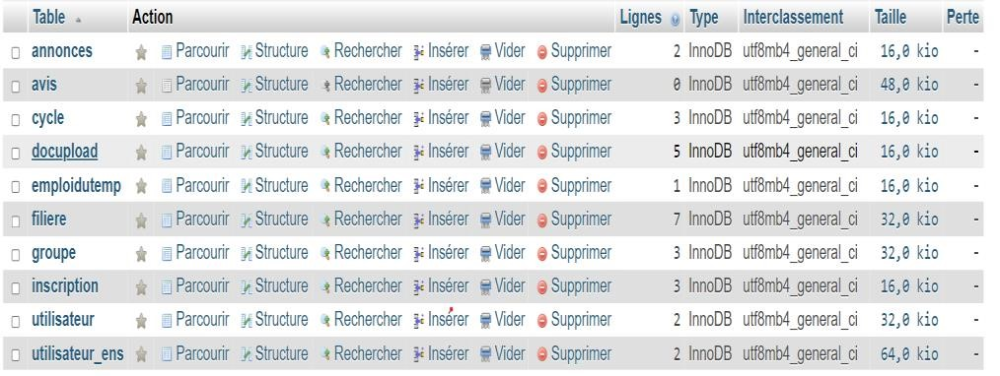 Table Action Lignes Type Interclassement Taille Perte
annonces Parcourir Structure Rechercher Insérer Vider Supprimer 2 InnoDB utf8mb4_general_ci 16,0 kio -
avis Parcourir Structure Rechercher Insérer Vider Supprimer 0 InnoDB utf8mb4_general_ci 48,0 kio -
cycle Parcourir Structure Rechercher Insérer Vider Supprimer 3 InnoDB utf8mb4_general_ci 16,0 kio -
docupload Parcourir Structure Rechercher Insérer Vider Supprimer 5 InnoDB utf8mb4_general_ci 16,0 kio -
emploidutemp Parcourir Structure Rechercher Insérer Vider Supprimer 1 InnoDB utf8mb4_general_ci 16,0 kio -
filiere Parcourir Structure Rechercher Insérer Vider Supprimer 7 InnoDB utf8mb4_general_ci 32,0 kio -
groupe Parcourir Structure Rechercher Insérer Vider Supprimer 3 InnoDB utf8mb4_general_ci 32,0 kio -
inscription Parcourir Structure Rechercher Insérer Vider Supprimer 3 InnoDB utf8mb4_general_ci 16,0 kio -
utilisateur Parcourir Structure Rechercher Insérer Vider Supprimer 2 InnoDB utf8mb4_general_ci 32,0 kio -
utilisateur_ens Parcourir Structure Rechercher Insérer Vider Supprimer 2 InnoDB utf8mb4_general_ci 64,0 kio -